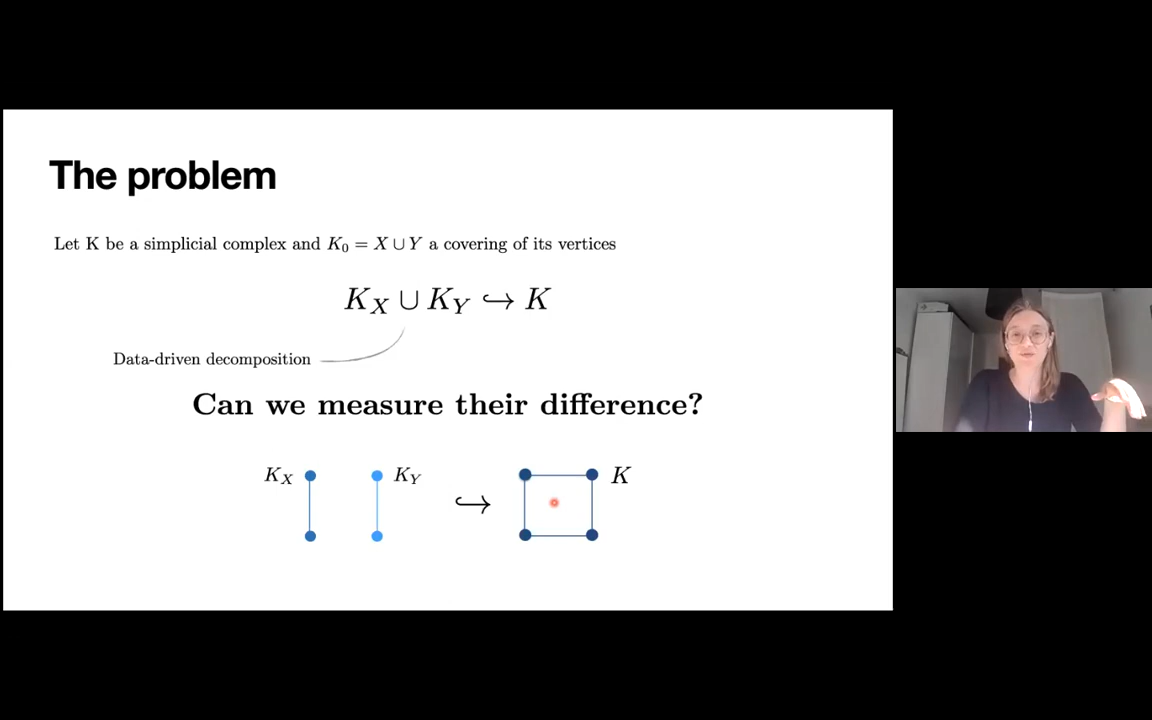 The problem
Let K be a simplicial complex and K₀ = X ∪ Y a covering of its vertices
K_X ∪ K_Y ↪ K
Data-driven decomposition
Can we measure their difference?
K_X K_Y ↪ K